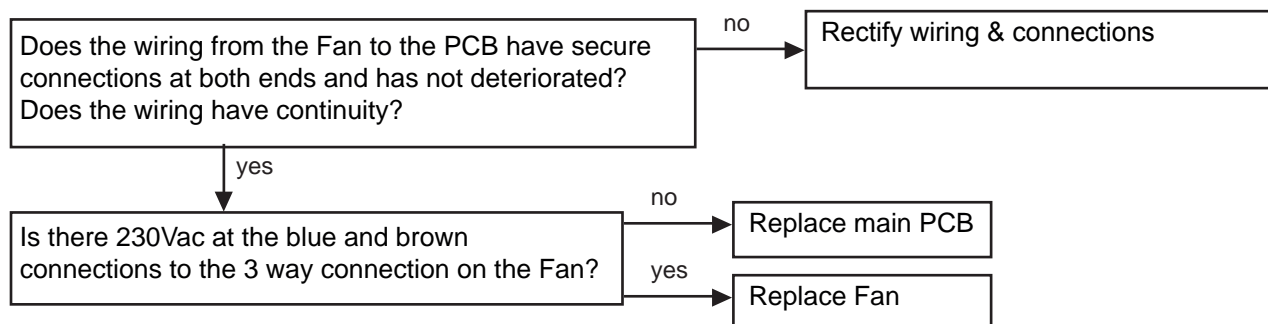 Does the wiring from the Fan to the PCB have secure
connections at both ends and has not deteriorated?
Does the wiring have continuity?
no
Rectify wiring & connections
yes
Is there 230Vac at the blue and brown
connections to the 3 way connection on the Fan?
no
Replace main PCB
yes
Replace Fan